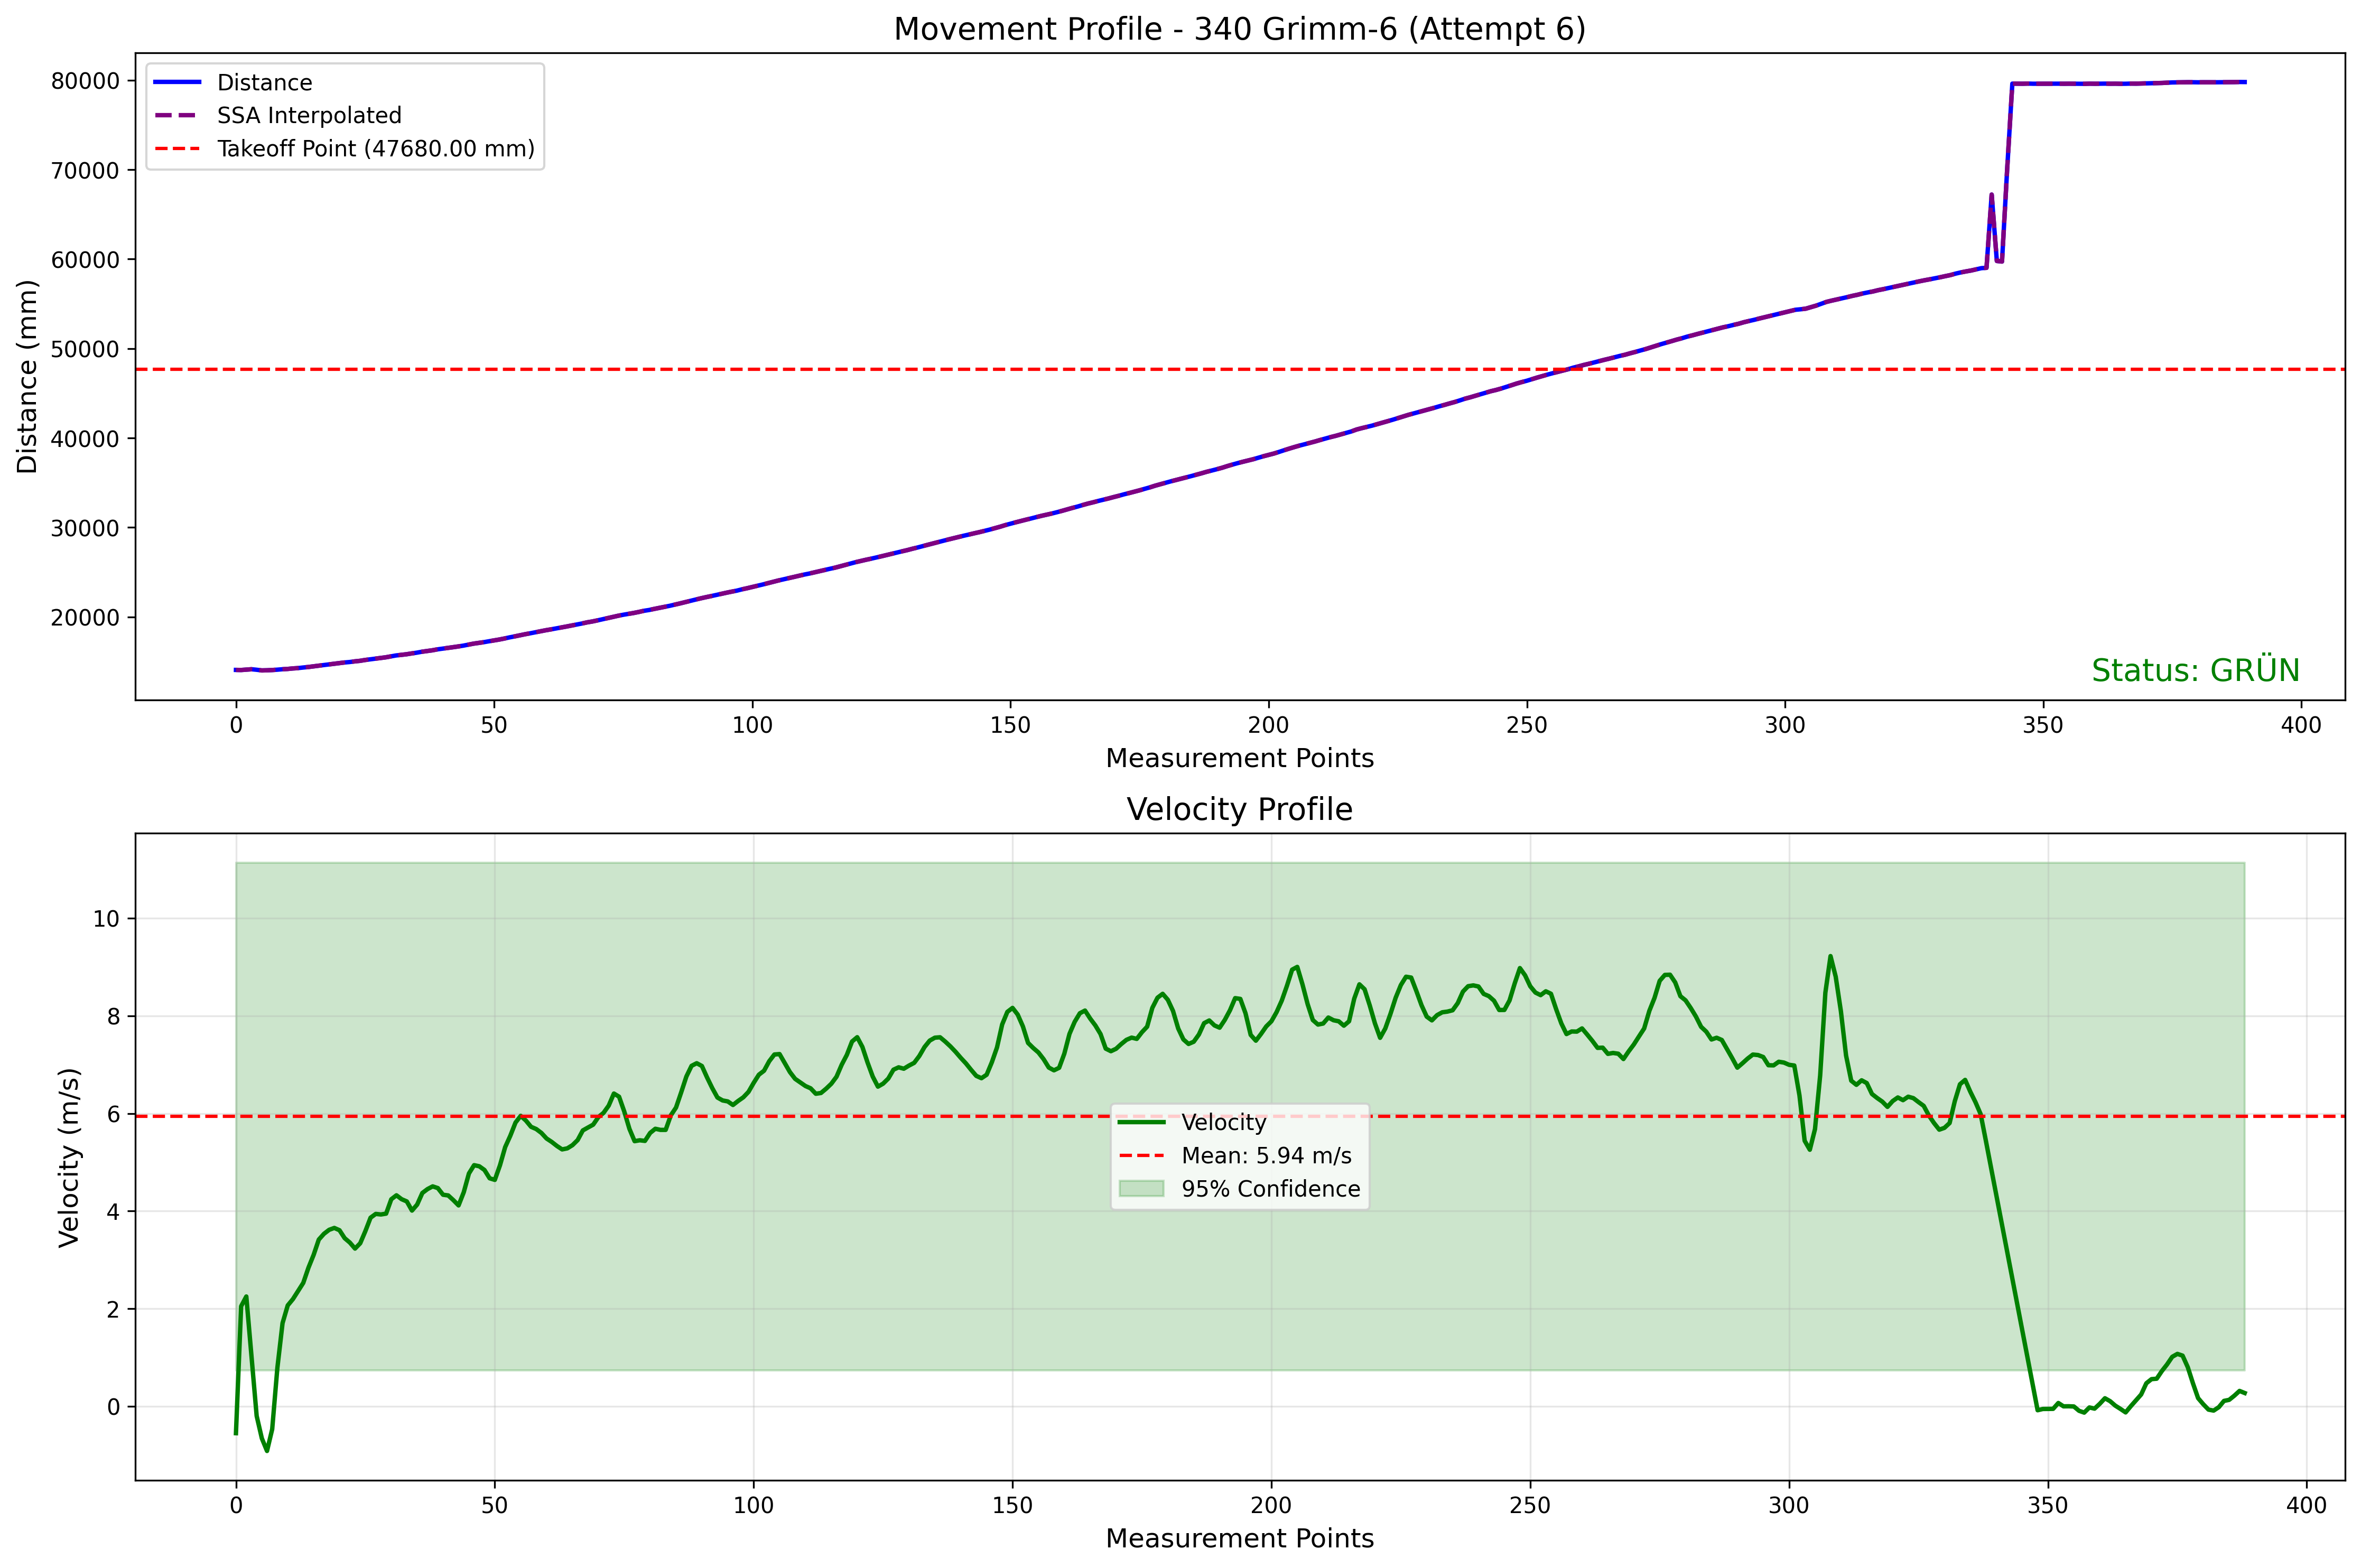 Movement Profile - 340 Grimm-6 (Attempt 6)
Distance
SSA Interpolated
Takeoff Point (47680.00 mm)
80000
70000
60000
50000
40000
30000
20000
Distance (mm)
Status: GRÜN
0 50 100 150 200 250 300 350 400
Measurement Points
Velocity Profile
10
8
6
4
2
0
Velocity (m/s)
Velocity
Mean: 5.94 m/s
95% Confidence
0 50 100 150 200 250 300 350 400
Measurement Points